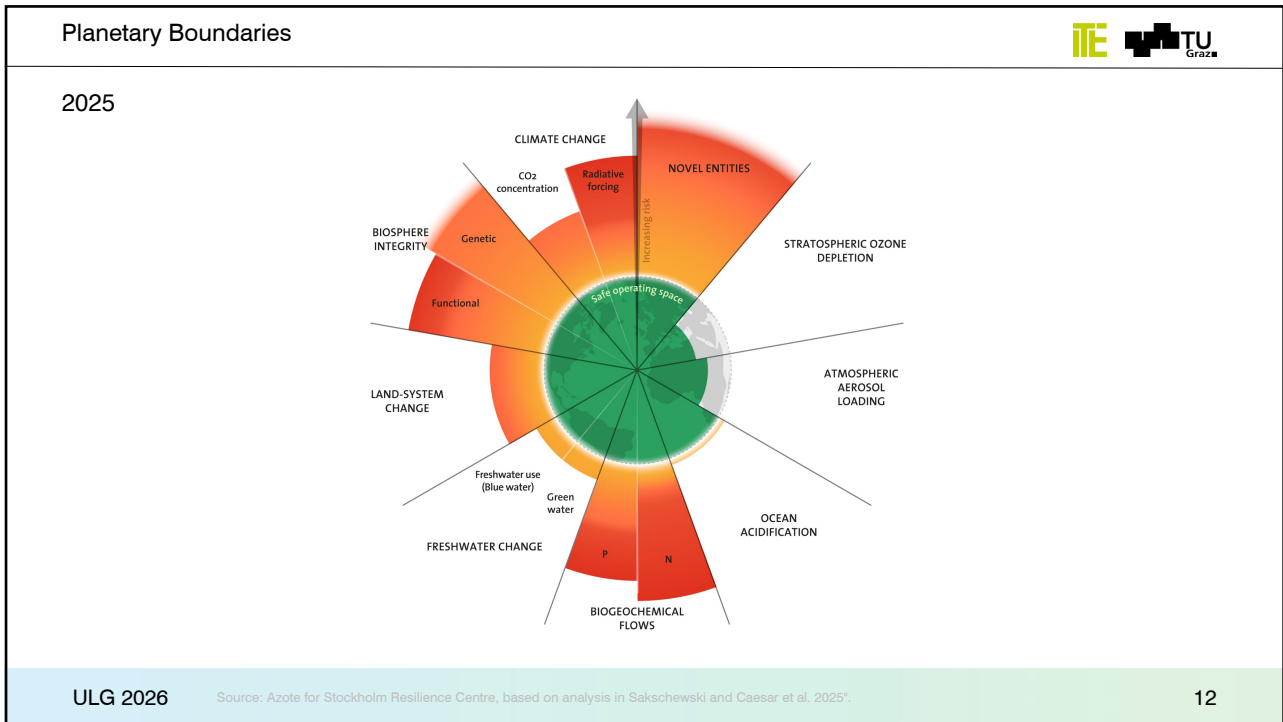 Planetary Boundaries
iTE
TU
Graz
2025
CLIMATE CHANGE
CO2
concentration
Radiative
forcing
Increasing risk
NOVEL ENTITIES
STRATOSPHERIC OZONE
DEPLETION
BIOSPHERE
INTEGRITY
Genetic
Functional
Safe operating space
ATMOSPHERIC
AEROSOL
LOADING
LAND-SYSTEM
CHANGE
Freshwater use
(Blue water)
Green
water
FRESHWATER CHANGE
OCEAN
ACIDIFICATION
P
N
BIOGEOCHEMICAL
FLOWS
ULG 2026
Source: Azote for Stockholm Resilience Centre, based on analysis in Sakschewski and Caesar et al. 2025".
12